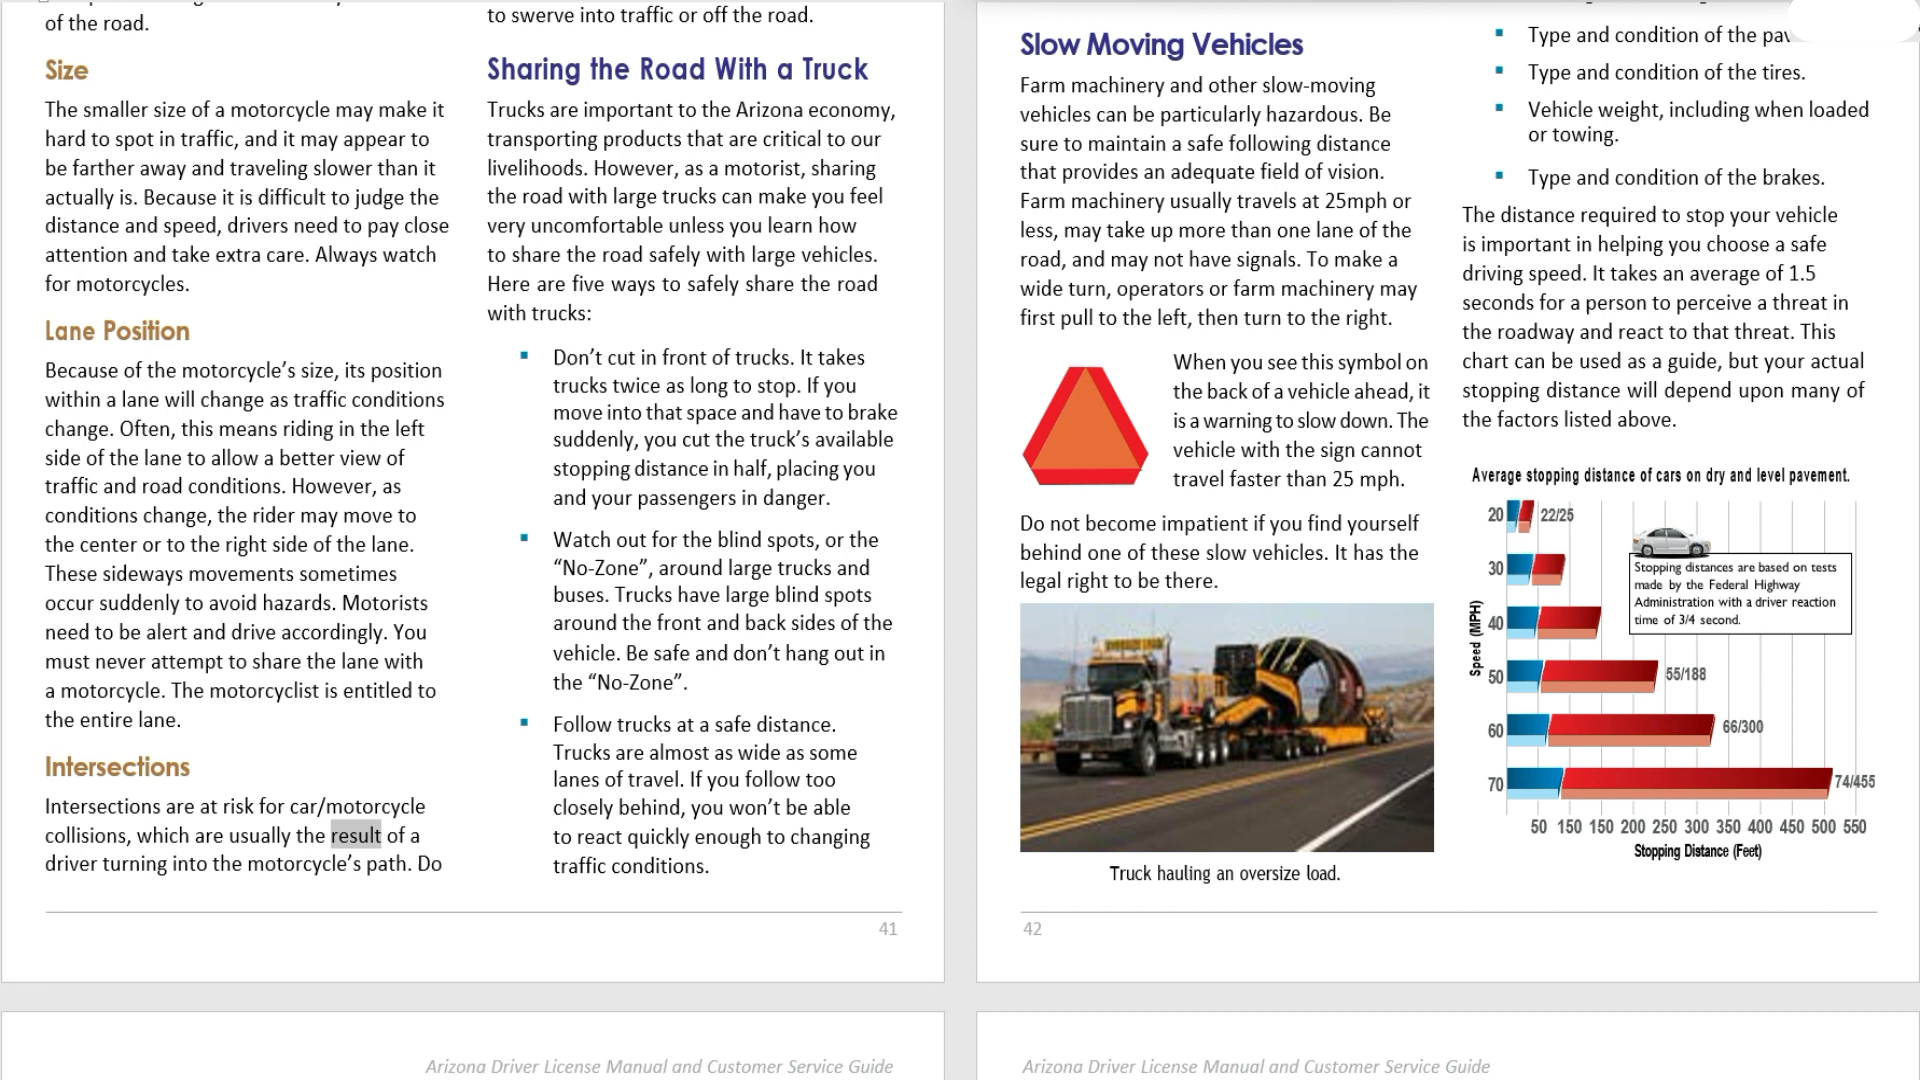 of the road.
Size
The smaller size of a motorcycle may make it
hard to spot in traffic, and it may appear to
be farther away and traveling slower than it
actually is. Because it is difficult to judge the
distance and speed, drivers need to pay close
attention and take extra care. Always watch
for motorcycles.
Lane Position
Because of the motorcycle’s size, its position
within a lane will change as traffic conditions
change. Often, this means riding in the left
side of the lane to allow a better view of
traffic and road conditions. However, as
conditions change, the rider may move to
the center or to the right side of the lane.
These sideways movements sometimes
occur suddenly to avoid hazards. Motorists
need to be alert and drive accordingly. You
must never attempt to share the lane with
a motorcycle. The motorcyclist is entitled to
the entire lane.
Intersections
Intersections are at risk for car/motorcycle
collisions, which are usually the result of a
driver turning into the motorcycle’s path. Do
to swerve into traffic or off the road.
Sharing the Road With a Truck
Trucks are important to the Arizona economy,
transporting products that are critical to our
livelihoods. However, as a motorist, sharing
the road with large trucks can make you feel
very uncomfortable unless you learn how
to share the road safely with large vehicles.
Here are five ways to safely share the road
with trucks:
Don’t cut in front of trucks. It takes
trucks twice as long to stop. If you
move into that space and have to brake
suddenly, you cut the truck’s available
stopping distance in half, placing you
and your passengers in danger.
Watch out for the blind spots, or the
“No-Zone”, around large trucks and
buses. Trucks have large blind spots
around the front and back sides of the
vehicle. Be safe and don’t hang out in
the “No-Zone”.
Follow trucks at a safe distance.
Trucks are almost as wide as some
lanes of travel. If you follow too
closely behind, you won’t be able
to react quickly enough to changing
traffic conditions.
41
Slow Moving Vehicles
Farm machinery and other slow-moving
vehicles can be particularly hazardous. Be
sure to maintain a safe following distance
that provides an adequate field of vision.
Farm machinery usually travels at 25mph or
less, may take up more than one lane of the
road, and may not have signals. To make a
wide turn, operators or farm machinery may
first pull to the left, then turn to the right.
When you see this symbol on
the back of a vehicle ahead, it
is a warning to slow down. The
vehicle with the sign cannot
travel faster than 25 mph.
Do not become impatient if you find yourself
behind one of these slow vehicles. It has the
legal right to be there.
Truck hauling an oversize load.
42
Type and condition of the
Type and condition of the tires.
Vehicle weight, including when loaded
or towing.
Type and condition of the brakes.
The distance required to stop your vehicle
is important in helping you choose a safe
driving speed. It takes an average of 1.5
seconds for a person to perceive a threat in
the roadway and react to that threat. This
chart can be used as a guide, but your actual
stopping distance will depend upon many of
the factors listed above.
Average stopping distance of cars on dry and level pavement.
Speed (MPH)
20 22/25
30
40
50 55/188
60 66/300
70 74/455
Stopping distances are based on tests
made by the Federal Highway
Administration with a driver reaction
time of 3/4 second.
50 150 150 200 250 300 350 400 450 500 550
Stopping Distance (Feet)
Arizona Driver License Manual and Customer Service Guide
Arizona Driver License Manual and Customer Service Guide